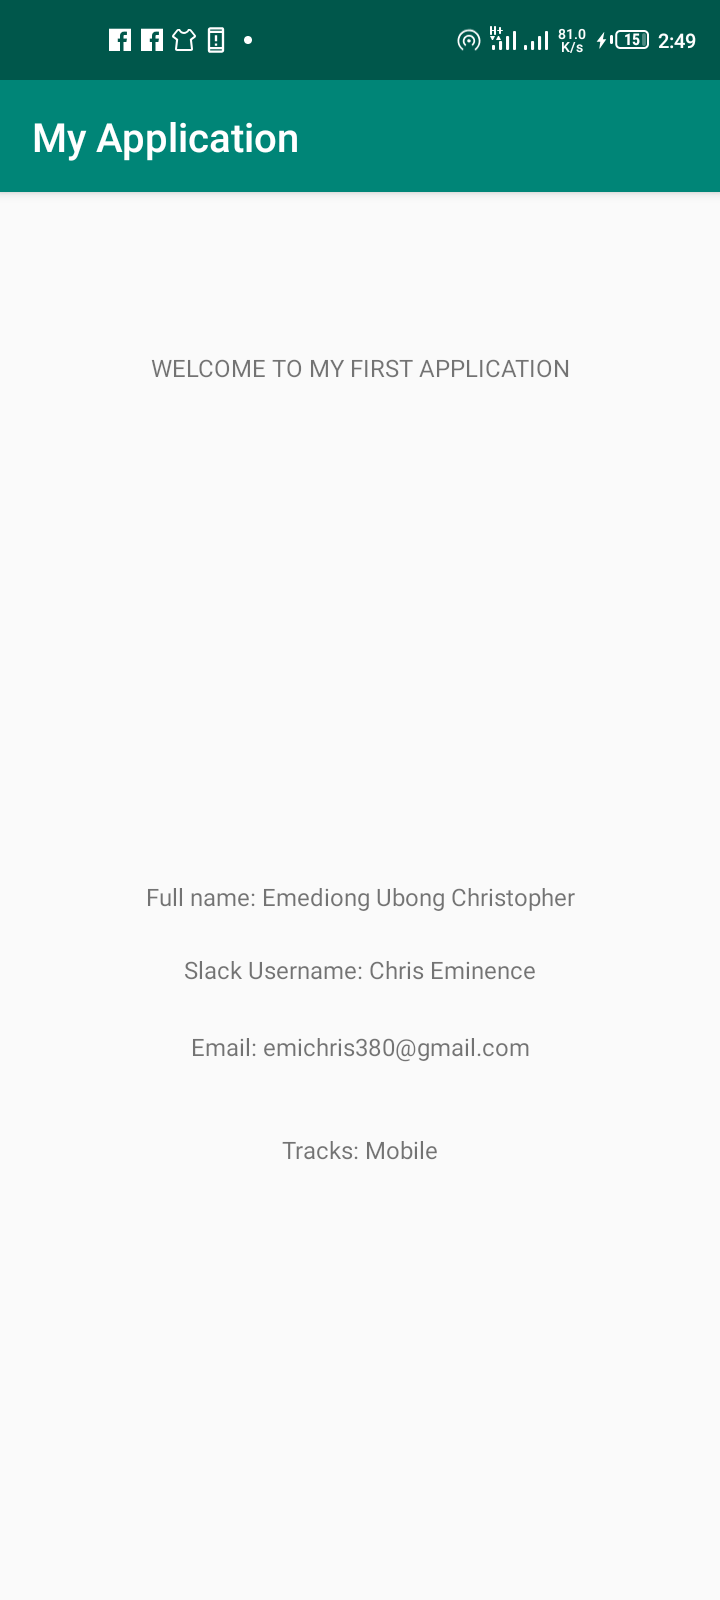 H+ 81.0 K/s 15 2:49
My Application
WELCOME TO MY FIRST APPLICATION
Full name: Emediong Ubong Christopher
Slack Username: Chris Eminence
Email: emichris380@gmail.com
Tracks: Mobile